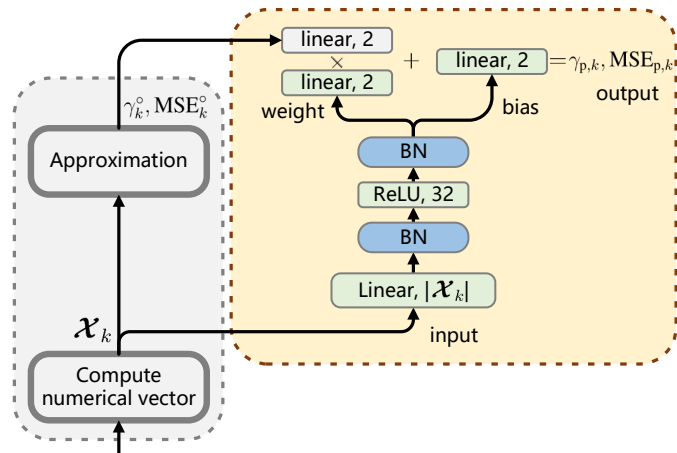 linear, 2
×
linear, 2
+
linear, 2
=γp,k, MSEp,k
output
weight
bias
γ°k, MSE°k
Approximation
BN
ReLU, 32
BN
Linear, |𝒳k|
input
𝒳k
Compute
numerical vector